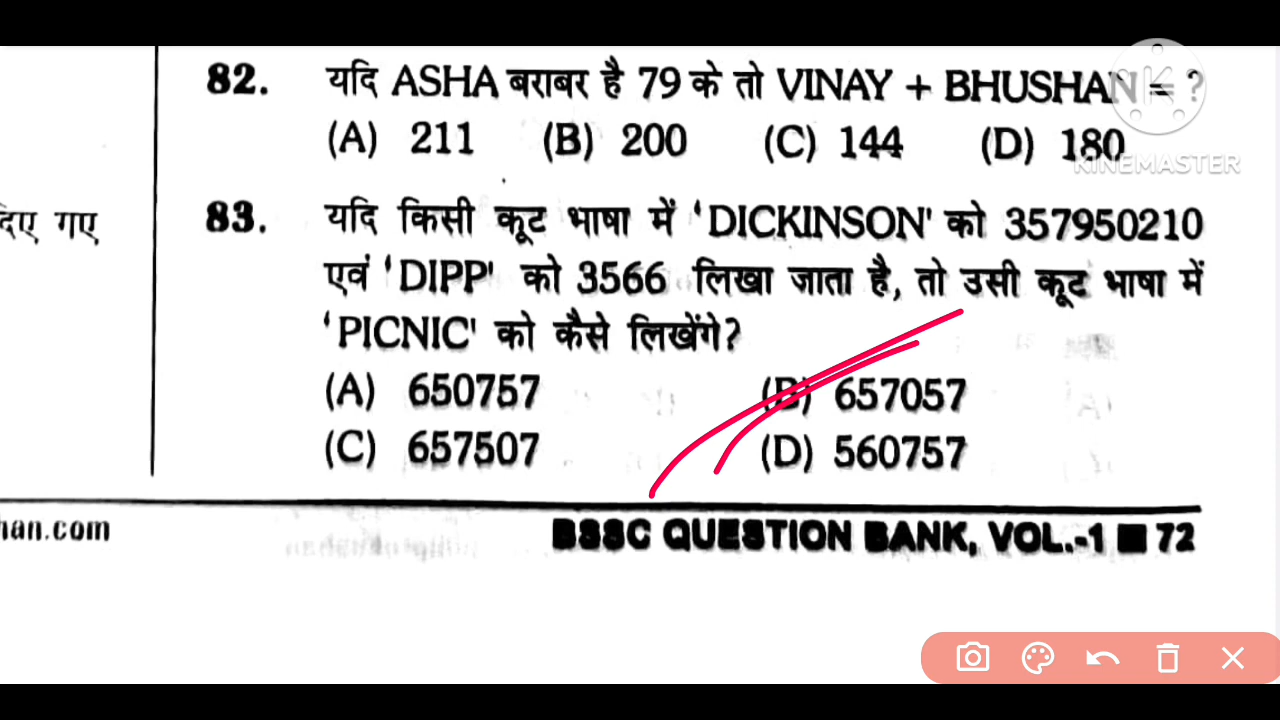 82. यदि ASHA बराबर है 79 के तो VINAY + BHUSHAN = ?
(A) 211 (B) 200 (C) 144 (D) 180
KINEMASTER
दिए गए
83. यदि किसी कूट भाषा में 'DICKINSON' को 357950210
एवं 'DIPP' को 3566 लिखा जाता है, तो उसी कूट भाषा में
'PICNIC' को कैसे लिखेंगे?
(A) 650757 (B) 657057
(C) 657507 (D) 560757
han.com
BSSC QUESTION BANK, VOL.-1 ■ 72